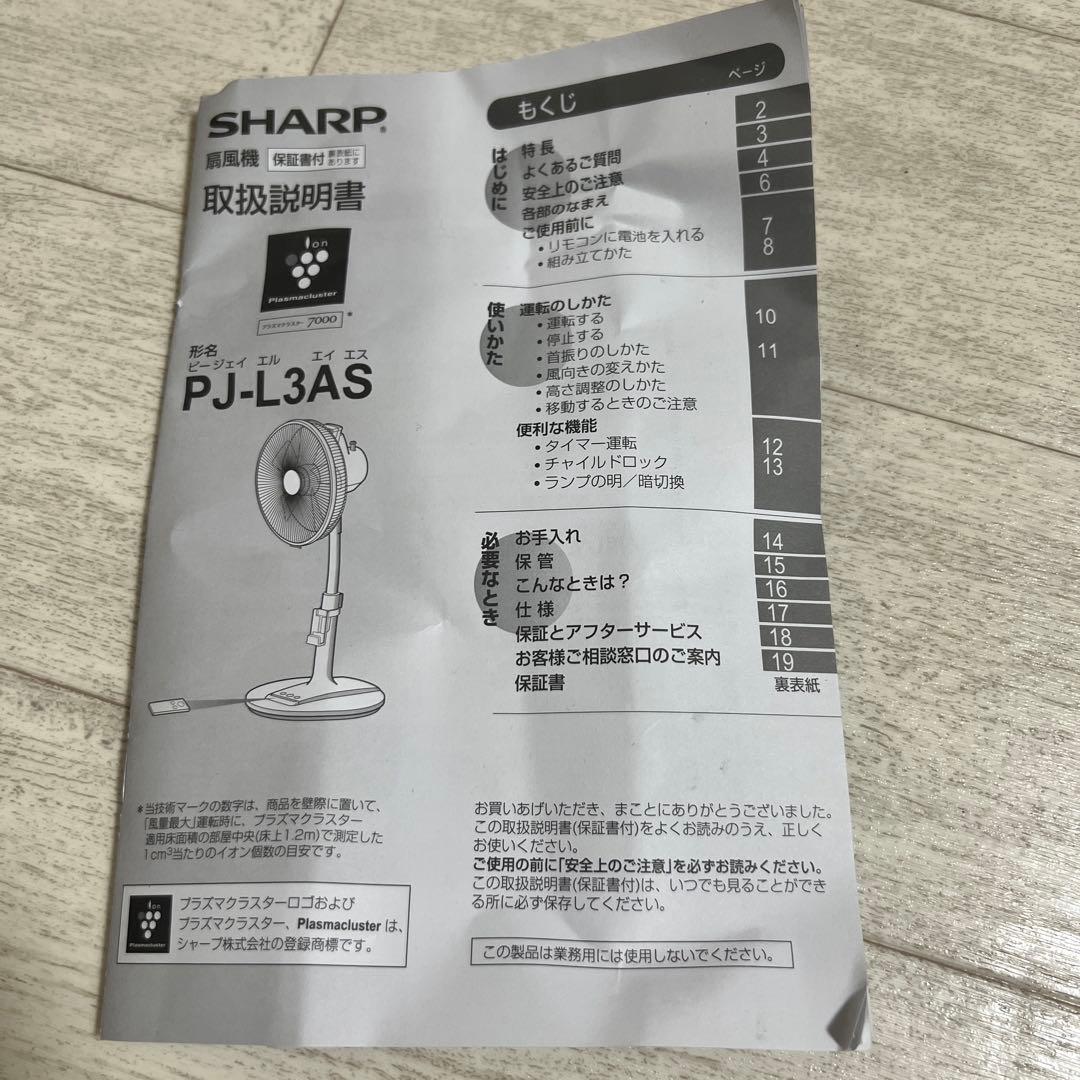 SHARP®
扇風機 保証書付 裏表紙にあります
取扱説明書
Ion
Plasmacluster
プラズマクラスター 7000 *
形名
ピージェイ エル エイ エス
PJ-L3AS
*当技術マークの数字は、商品を壁際に置いて、
「風量最大」運転時に、プラズマクラスター
適用床面積の部屋中央(床上1.2m)で測定した
1cm³当たりのイオン個数の目安です。
Ion
Plasmacluster
プラズマクラスターロゴおよび
プラズマクラスター、Plasmacluster は、
シャープ株式会社の登録商標です。
もくじ ページ
はじめに
特長 2
よくあるご質問 3
安全上のご注意 4
各部のなまえ 6
ご使用前に
・リモコンに電池を入れる 7
・組み立てかた 8
使いかた
運転のしかた
・運転する 10
・停止する
・首振りのしかた 11
・風向きの変えかた
・高さ調整のしかた
・移動するときのご注意
便利な機能
・タイマー運転 12
・チャイルドロック 13
・ランプの明/暗切換
必要なとき
お手入れ 14
保管 15
こんなときは? 16
仕様 17
保証とアフターサービス 18
お客様ご相談窓口のご案内 19
保証書 裏表紙
お買いあげいただき、まことにありがとうございました。
この取扱説明書(保証書付)をよくお読みのうえ、正しく
お使いください。
ご使用の前に「安全上のご注意」を必ずお読みください。
この取扱説明書(保証書付)は、いつでも見ることができ
る所に必ず保存してください。
この製品は業務用には使用しないでください。